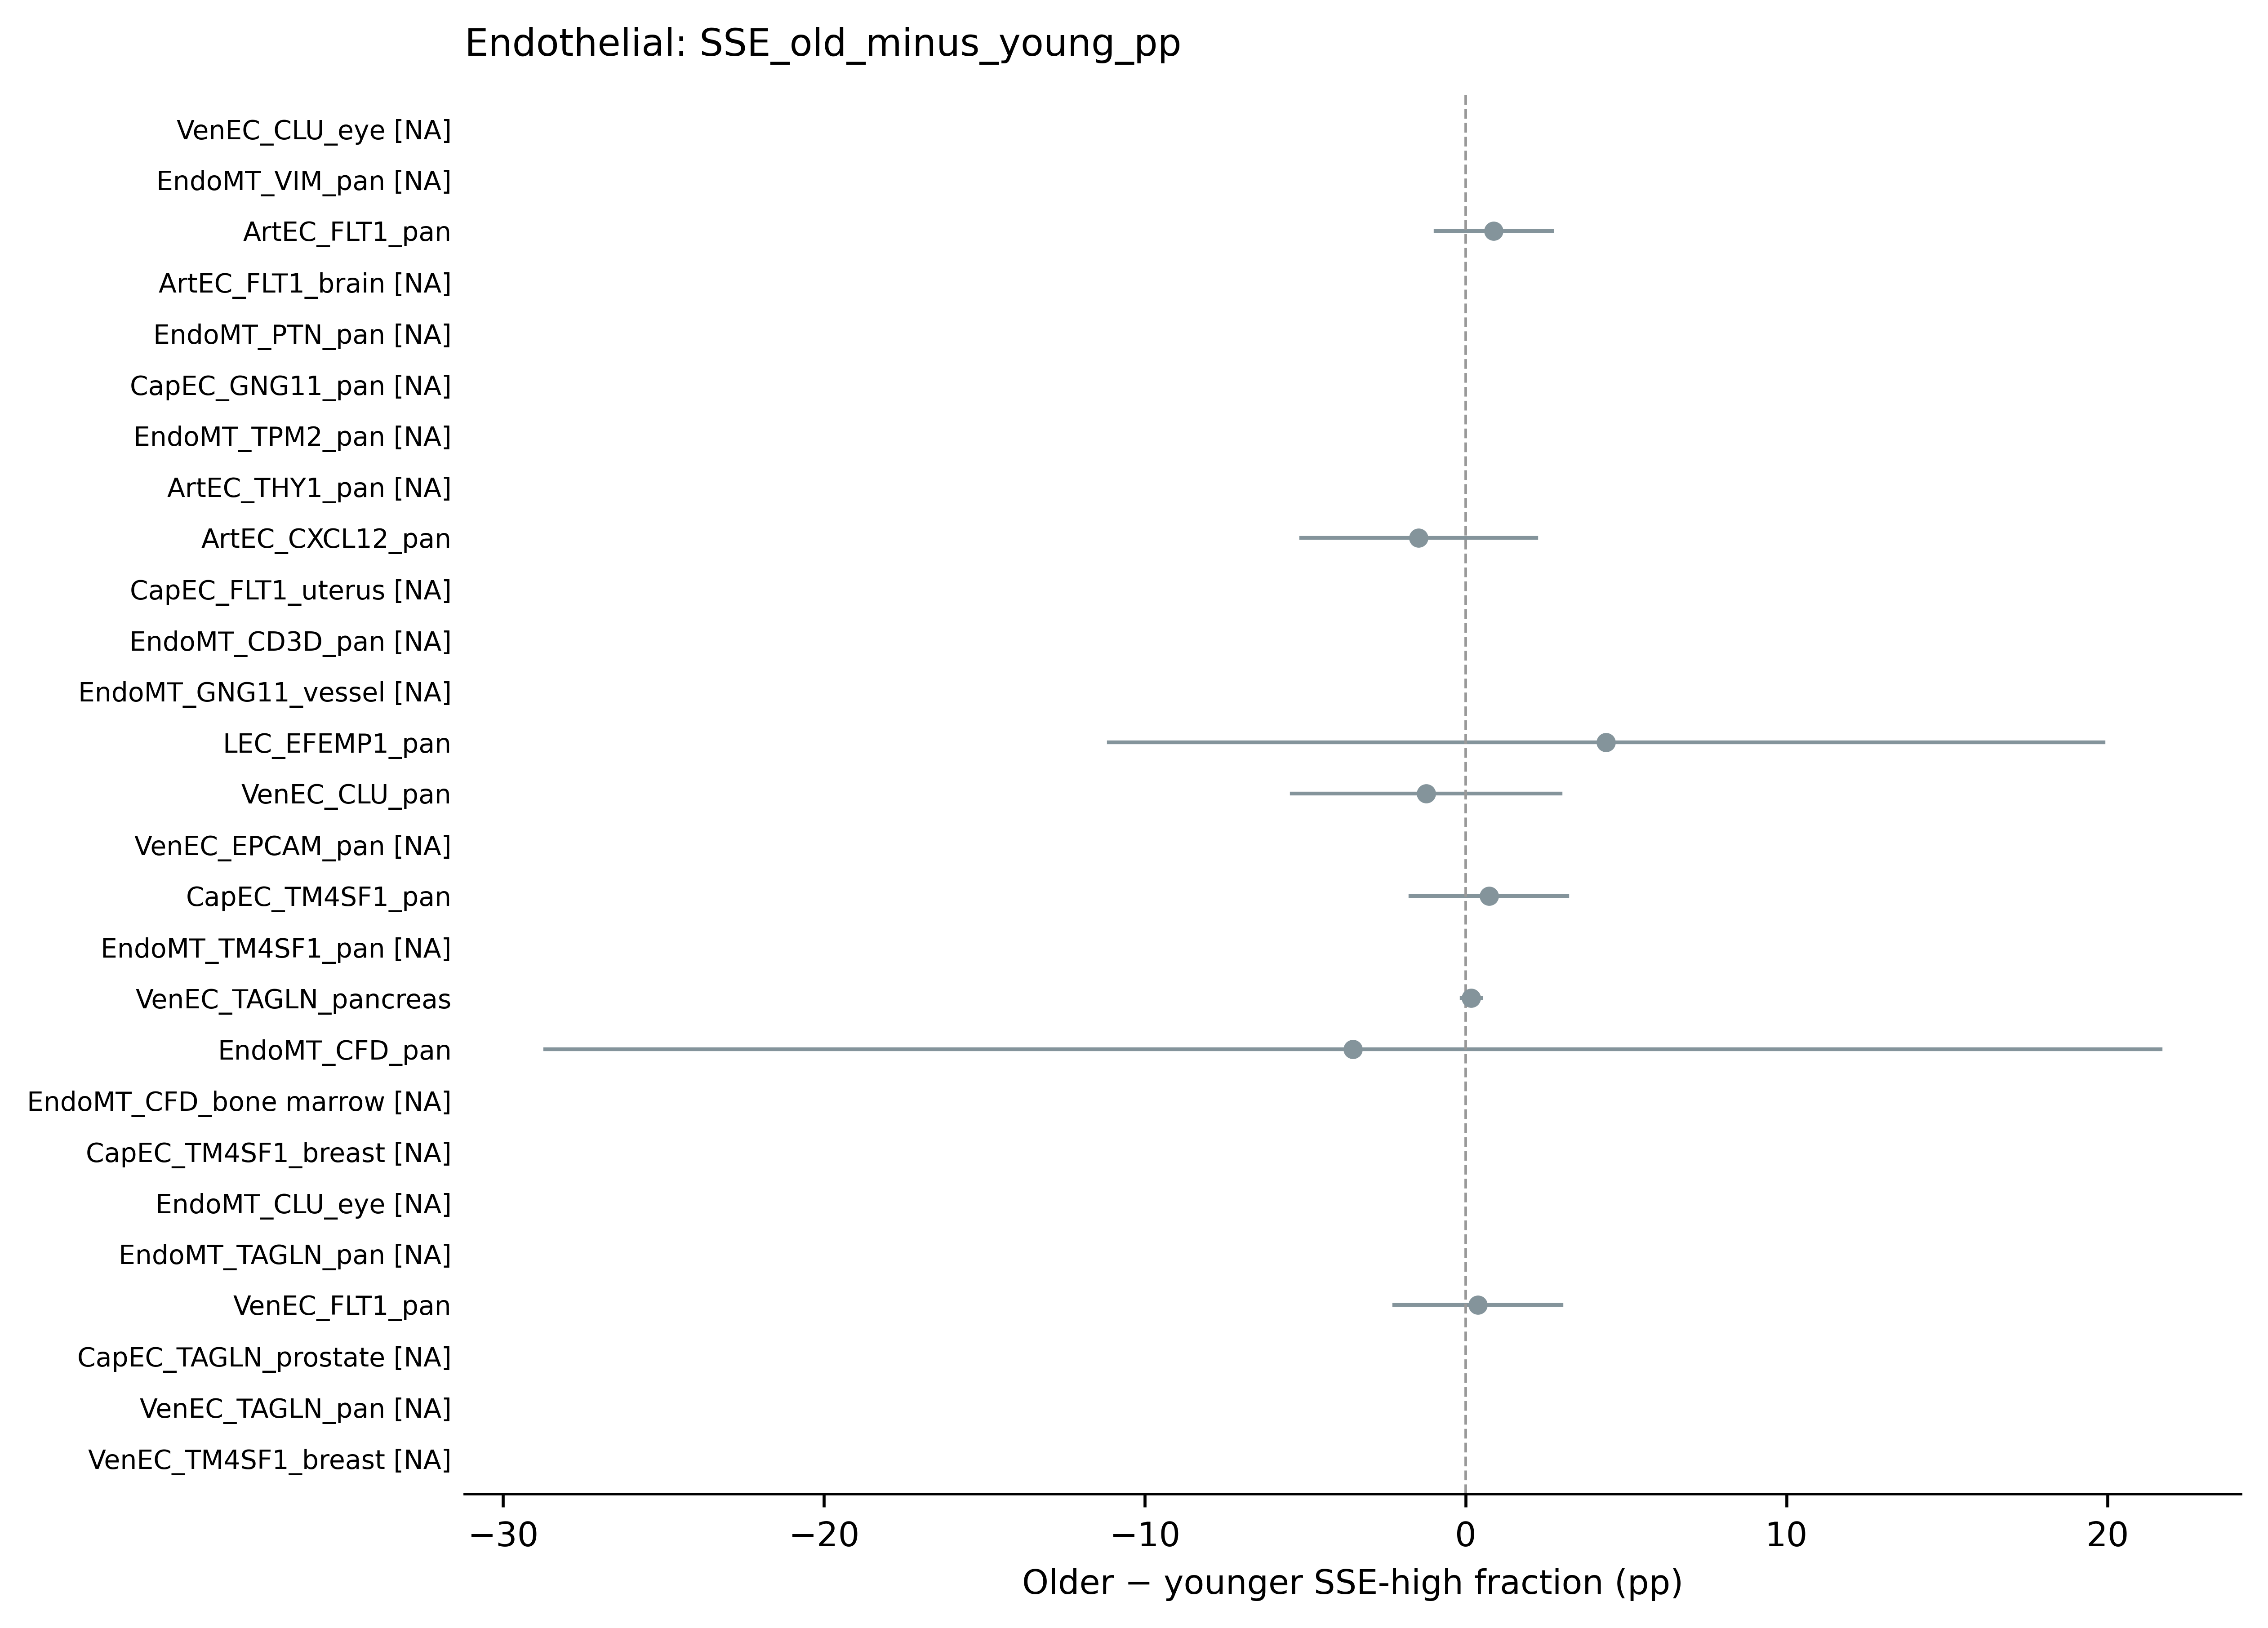 Endothelial: SSE_old_minus_young_pp
VenEC_CLU_eye [NA]
EndoMT_VIM_pan [NA]
ArtEC_FLT1_pan
ArtEC_FLT1_brain [NA]
EndoMT_PTN_pan [NA]
CapEC_GNG11_pan [NA]
EndoMT_TPM2_pan [NA]
ArtEC_THY1_pan [NA]
ArtEC_CXCL12_pan
CapEC_FLT1_uterus [NA]
EndoMT_CD3D_pan [NA]
EndoMT_GNG11_vessel [NA]
LEC_EFEMP1_pan
VenEC_CLU_pan
VenEC_EPCAM_pan [NA]
CapEC_TM4SF1_pan
EndoMT_TM4SF1_pan [NA]
VenEC_TAGLN_pancreas
EndoMT_CFD_pan
EndoMT_CFD_bone marrow [NA]
CapEC_TM4SF1_breast [NA]
EndoMT_CLU_eye [NA]
EndoMT_TAGLN_pan [NA]
VenEC_FLT1_pan
CapEC_TAGLN_prostate [NA]
VenEC_TAGLN_pan [NA]
VenEC_TM4SF1_breast [NA]
−30 −20 −10 0 10 20
Older − younger SSE-high fraction (pp)